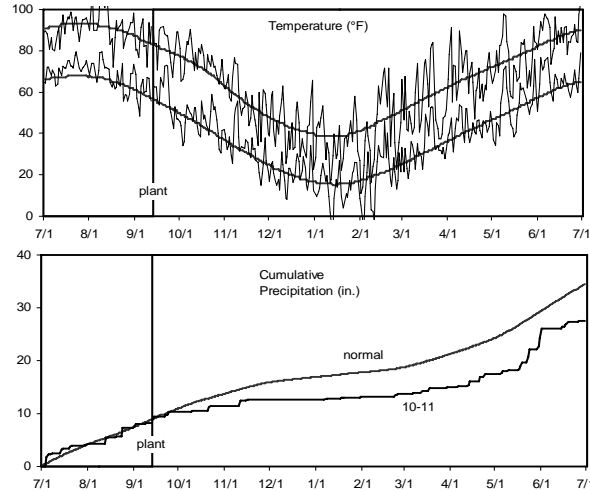 Temperature (°F)
100
80
60
40
20
0
plant
7/1 8/1 9/1 10/1 11/1 12/1 1/1 2/1 3/1 4/1 5/1 6/1 7/1
Cumulative
Precipitation (in.)
40
30
20
10
0
normal
10-11
plant
7/1 8/1 9/1 10/1 11/1 12/1 1/1 2/1 3/1 4/1 5/1 6/1 7/1